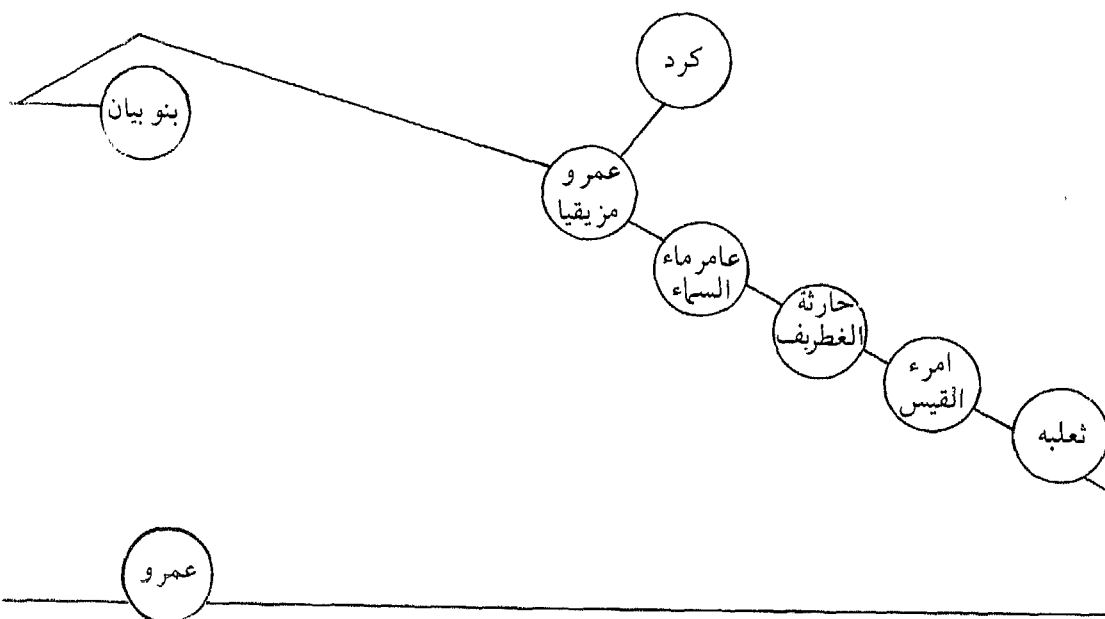 كرد
بنو بيان
عمرو
مزيقيا
عامر ماء
السماء
حارثة
الغطريف
امرء
القيس
ثعلبه
عمرو